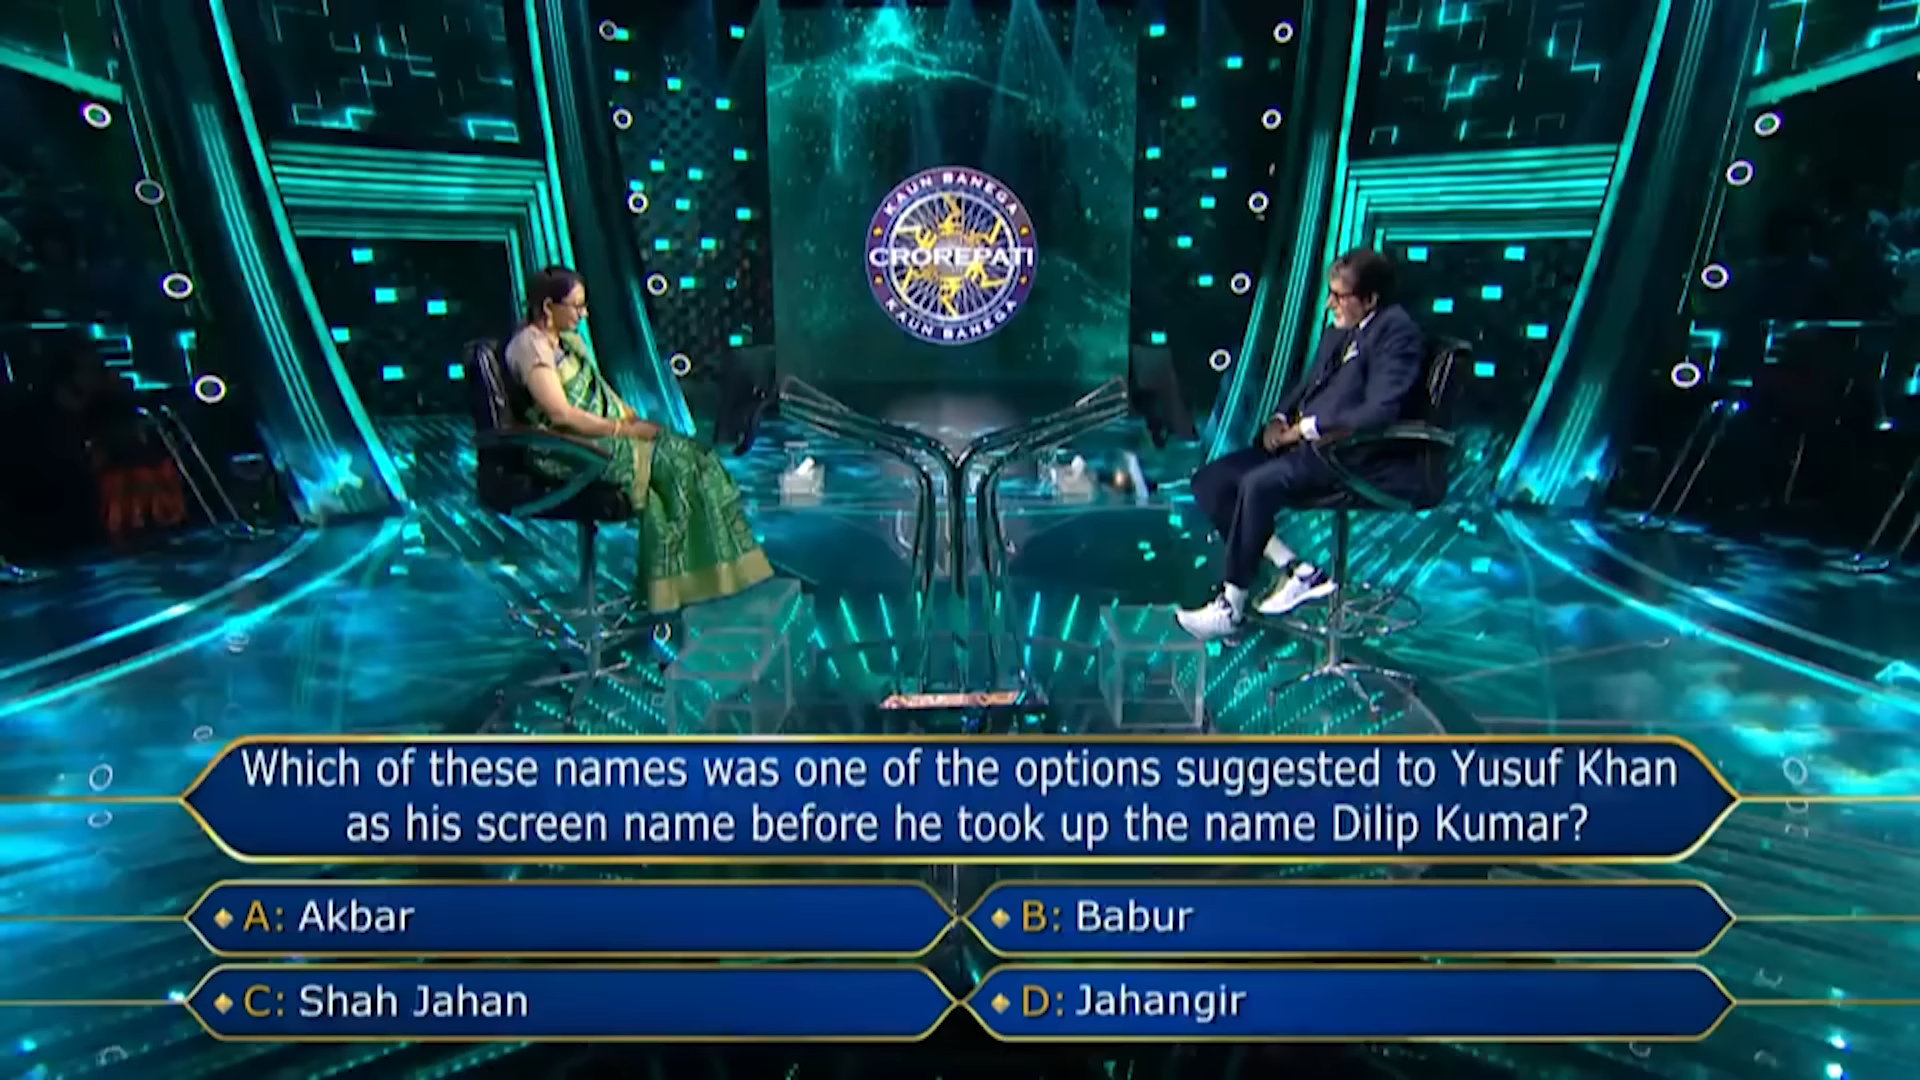 KAUN BANEGA
CROREPATI
KAUN BANEGA
Which of these names was one of the options suggested to Yusuf Khan
as his screen name before he took up the name Dilip Kumar?
A: Akbar
B: Babur
C: Shah Jahan
D: Jahangir